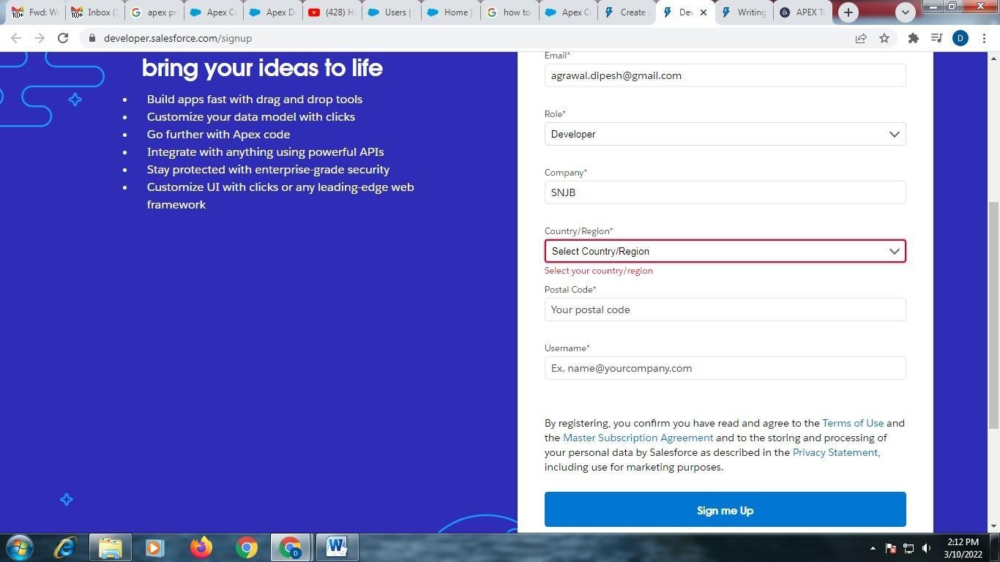 Fwd: We
Inbox (1
apex pr
Apex Co
Apex De
(428) H
Users |
Home |
how to
Apex Co
Create
Dev
Writing
APEX Tu
developer.salesforce.com/signup
D
bring your ideas to life
Build apps fast with drag and drop tools
Customize your data model with clicks
Go further with Apex code
Integrate with anything using powerful APIs
Stay protected with enterprise-grade security
Customize UI with clicks or any leading-edge web
framework
Email*
agrawal.dipesh@gmail.com
Role*
Developer
Company*
SNJB
Country/Region*
Select Country/Region
Select your country/region
Postal Code*
Your postal code
Username*
Ex. name@yourcompany.com
By registering, you confirm you have read and agree to the Terms of Use and
the Master Subscription Agreement and to the storing and processing of
your personal data by Salesforce as described in the Privacy Statement,
including use for marketing purposes.
Sign me Up
2:12 PM
3/10/2022